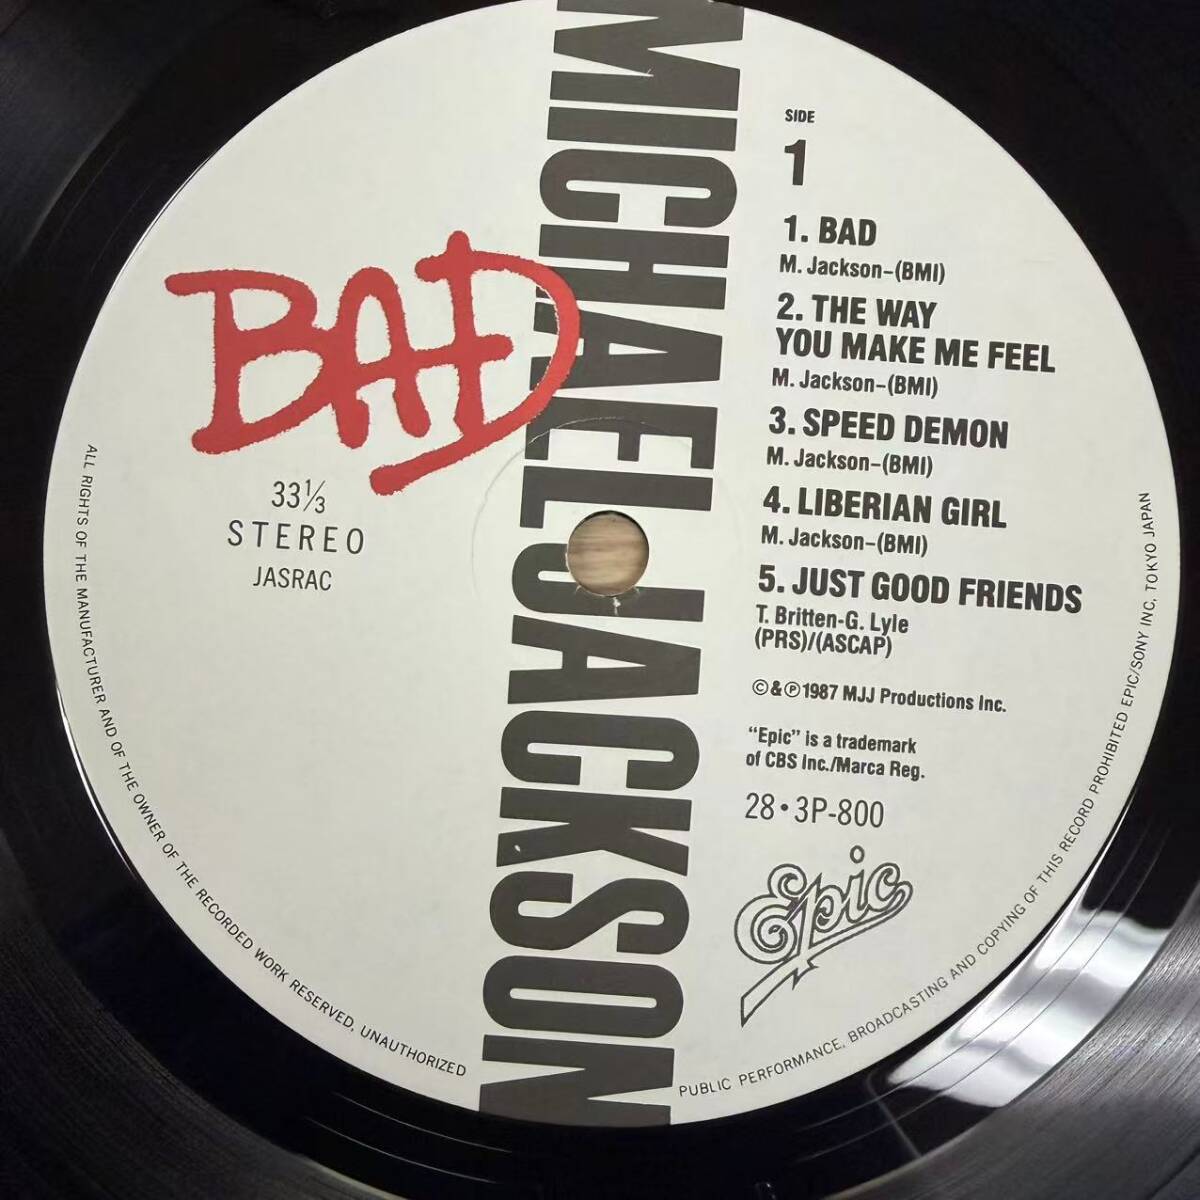 MICHAEL JACKSON
BAD
33⅓
STEREO
JASRAC
SIDE
1
1. BAD
M. Jackson-(BMI)
2. THE WAY
YOU MAKE ME FEEL
M. Jackson-(BMI)
3. SPEED DEMON
M. Jackson-(BMI)
4. LIBERIAN GIRL
M. Jackson-(BMI)
5. JUST GOOD FRIENDS
T. Britten-G. Lyle
(PRS)/(ASCAP)
©&℗1987 MJJ Productions Inc.
“Epic” is a trademark
of CBS Inc./Marca Reg.
28・3P-800
Epic
ALL RIGHTS OF THE MANUFACTURER AND OF THE OWNER OF THE RECORDED WORK RESERVED, UNAUTHORIZED PUBLIC PERFORMANCE, BROADCASTING AND COPYING OF THIS RECORD PROHIBITED EPIC/SONY INC, TOKYO JAPAN